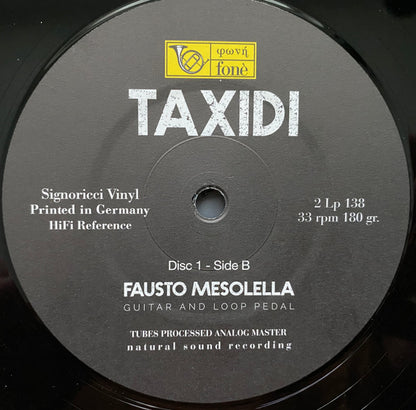 φωνή
fonè
TAXIDI
Signoricci Vinyl
Printed in Germany
HiFi Reference
2 Lp 138
33 rpm 180 gr.
Disc 1 - Side B
FAUSTO MESOLELLA
GUITAR AND LOOP PEDAL
TUBES PROCESSED ANALOG MASTER
natural sound recording